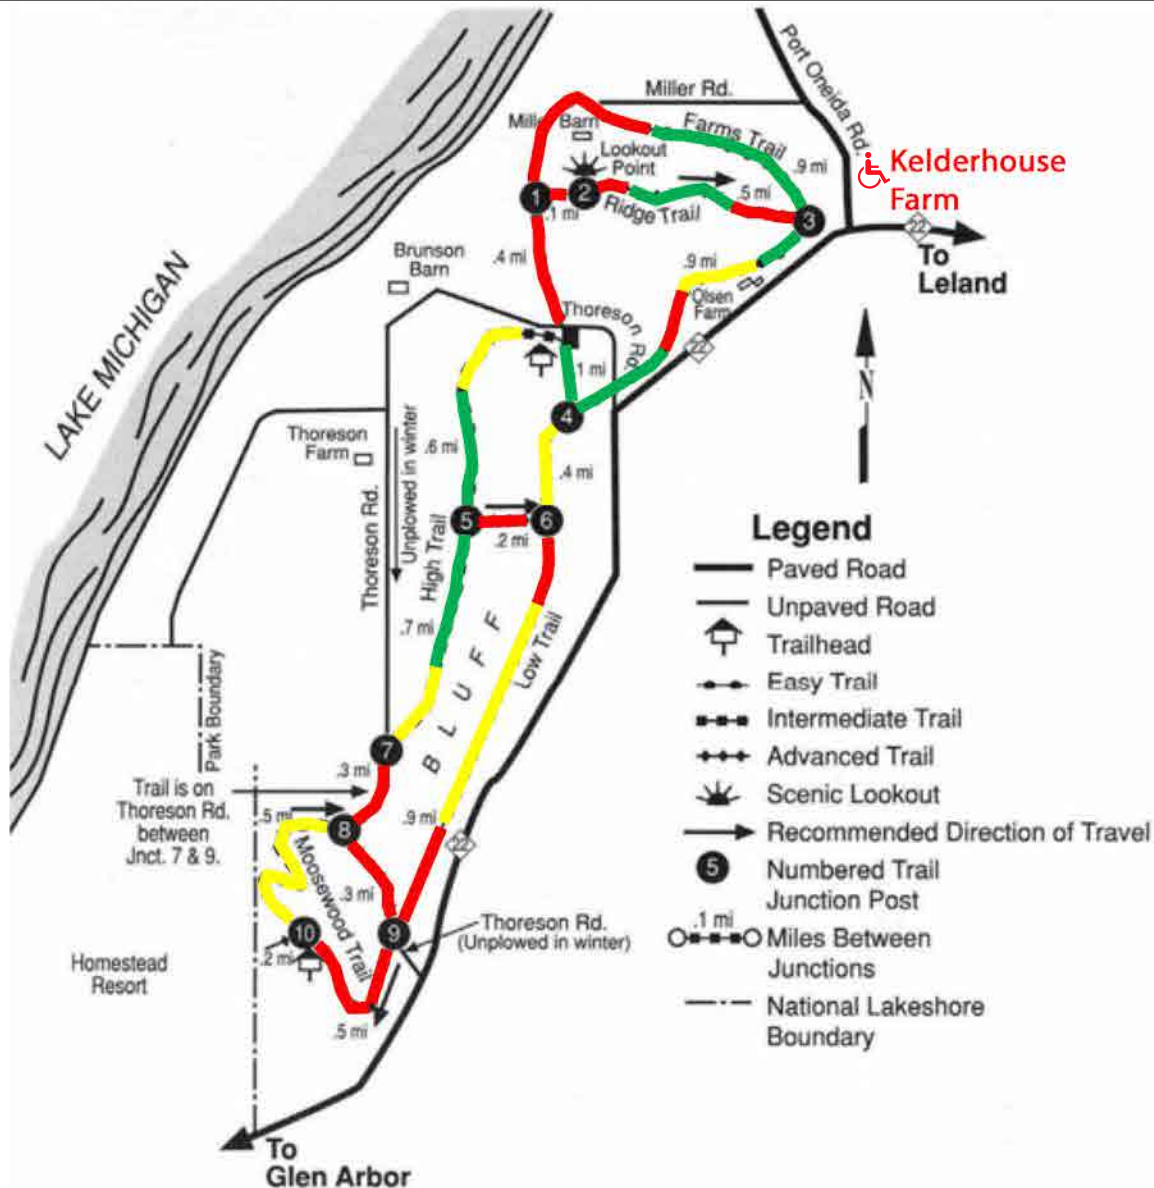 Port Oneida Rd.
Miller Rd.
Farms Trail
.9 mi
Kelderhouse
Farm
Barn
Lookout
Point
1
2
.1 mi
Ridge Trail
.5 mi
3
22
To
Leland
.4 mi
.9 mi
Olsen
Farm
22
Brunson
Barn
Thoreson Rd.
LAKE MICHIGAN
1 mi
4
N
Thoreson
Farm
Unplowed in winter
.6 mi
.4 mi
Thoreson Rd.
High Trail
5
6
.2 mi
.7 mi
BLUFF
Low Trail
Park Boundary
7
.3 mi
Trail is on
Thoreson Rd.
between
Jnct. 7 & 9.
.5 mi
8
.9 mi
22
Moosewood Trail
.3 mi
10
9
Thoreson Rd.
(Unplowed in winter)
.2 mi
Homestead
Resort
.5 mi
To
Glen Arbor
Legend
Paved Road
Unpaved Road
Trailhead
Easy Trail
Intermediate Trail
Advanced Trail
Scenic Lookout
Recommended Direction of Travel
5
Numbered Trail
Junction Post
.1 mi
Miles Between
Junctions
National Lakeshore
Boundary